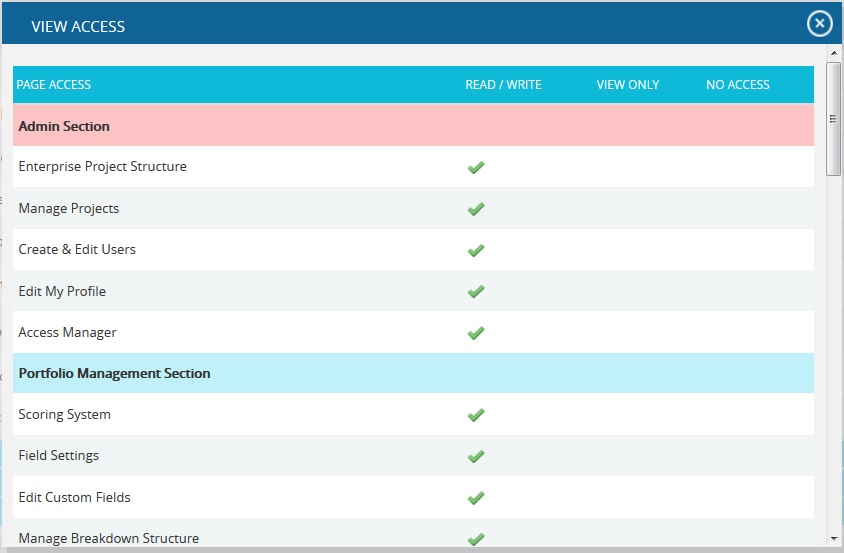 VIEW ACCESS
PAGE ACCESS READ / WRITE VIEW ONLY NO ACCESS
Admin Section
Enterprise Project Structure
Manage Projects
Create & Edit Users
Edit My Profile
Access Manager
Portfolio Management Section
Scoring System
Field Settings
Edit Custom Fields
Manage Breakdown Structure